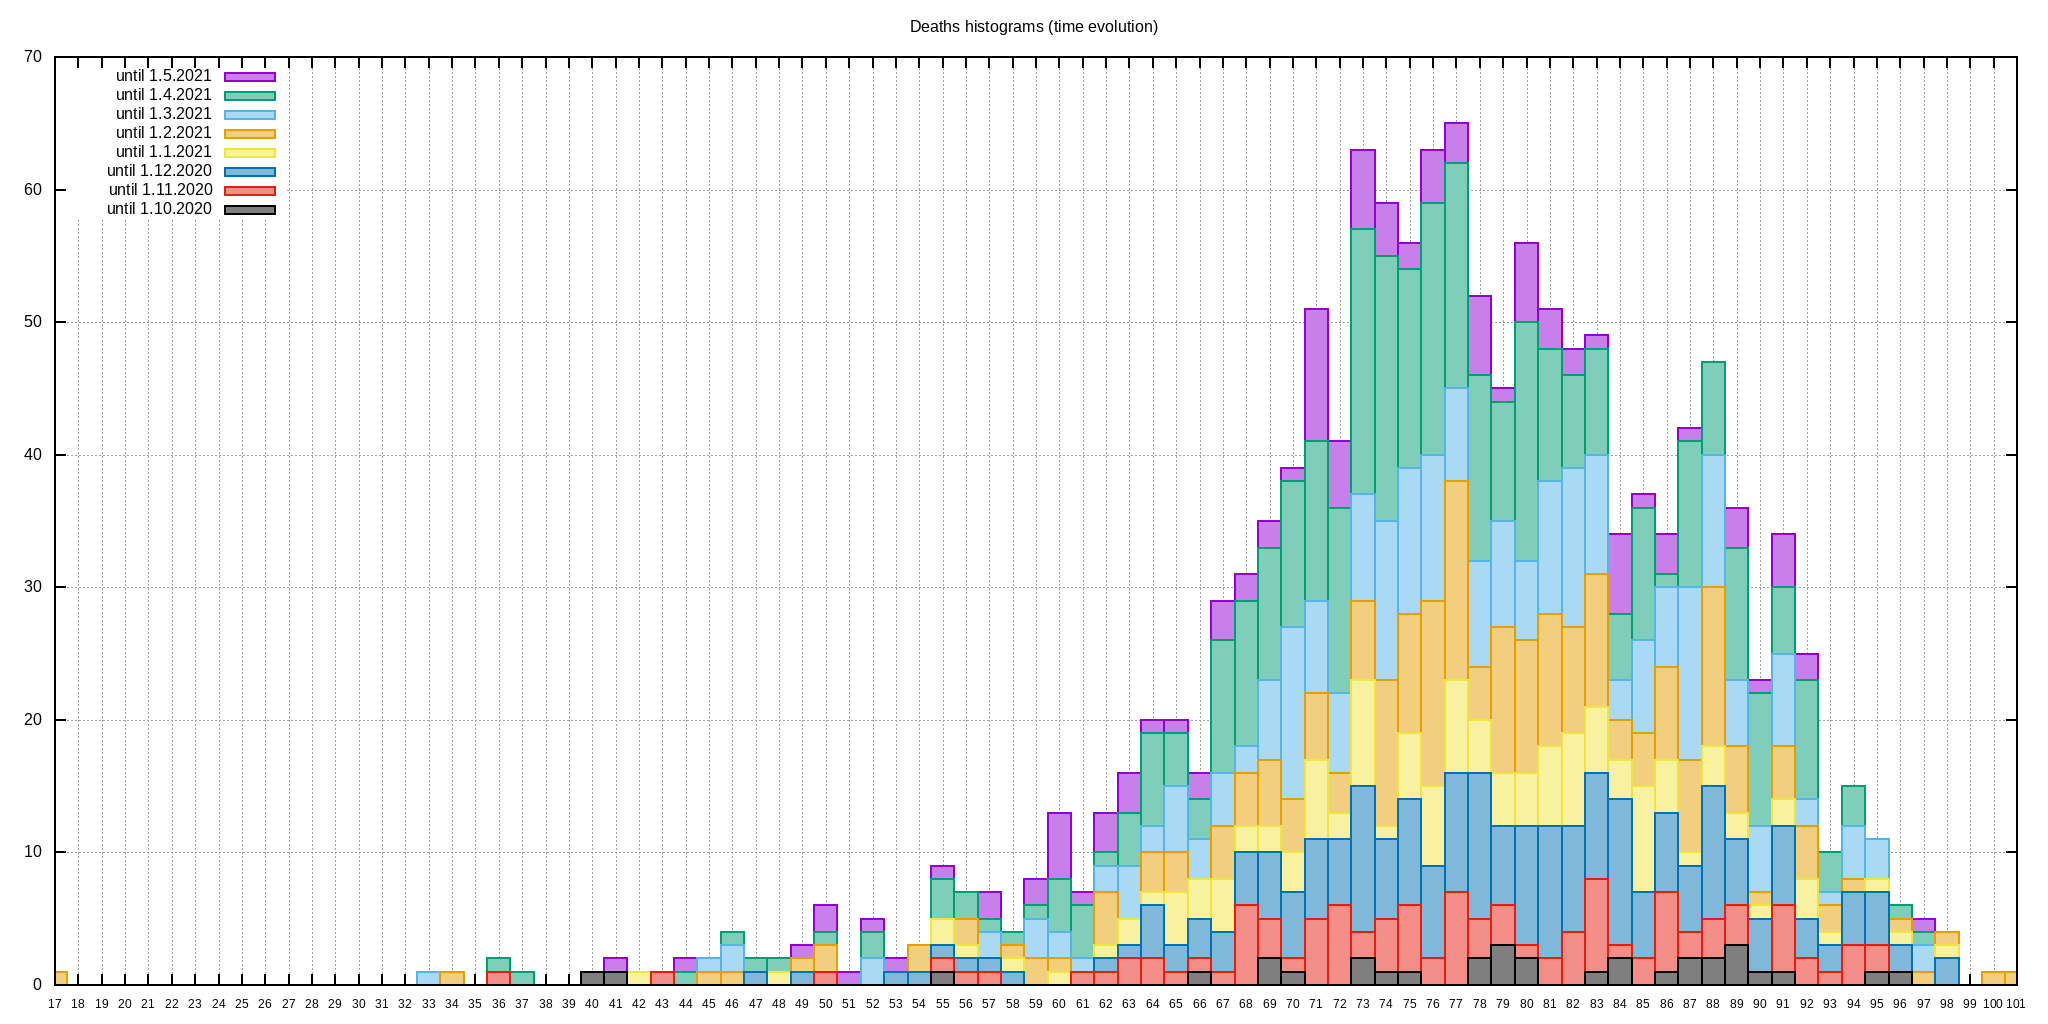 Deaths histograms (time evolution)
70
until 1.5.2021
until 1.4.2021
until 1.3.2021
until 1.2.2021
until 1.1.2021
until 1.12.2020
until 1.11.2020
until 1.10.2020
60
50
40
30
20
10
0
17 18 19 20 21 22 23 24 25 26 27 28 29 30 31 32 33 34 35 36 37 38 39 40 41 42 43 44 45 46 47 48 49 50 51 52 53 54 55 56 57 58 59 60 61 62 63 64 65 66 67 68 69 70 71 72 73 74 75 76 77 78 79 80 81 82 83 84 85 86 87 88 89 90 91 92 93 94 95 96 97 98 99 100 101